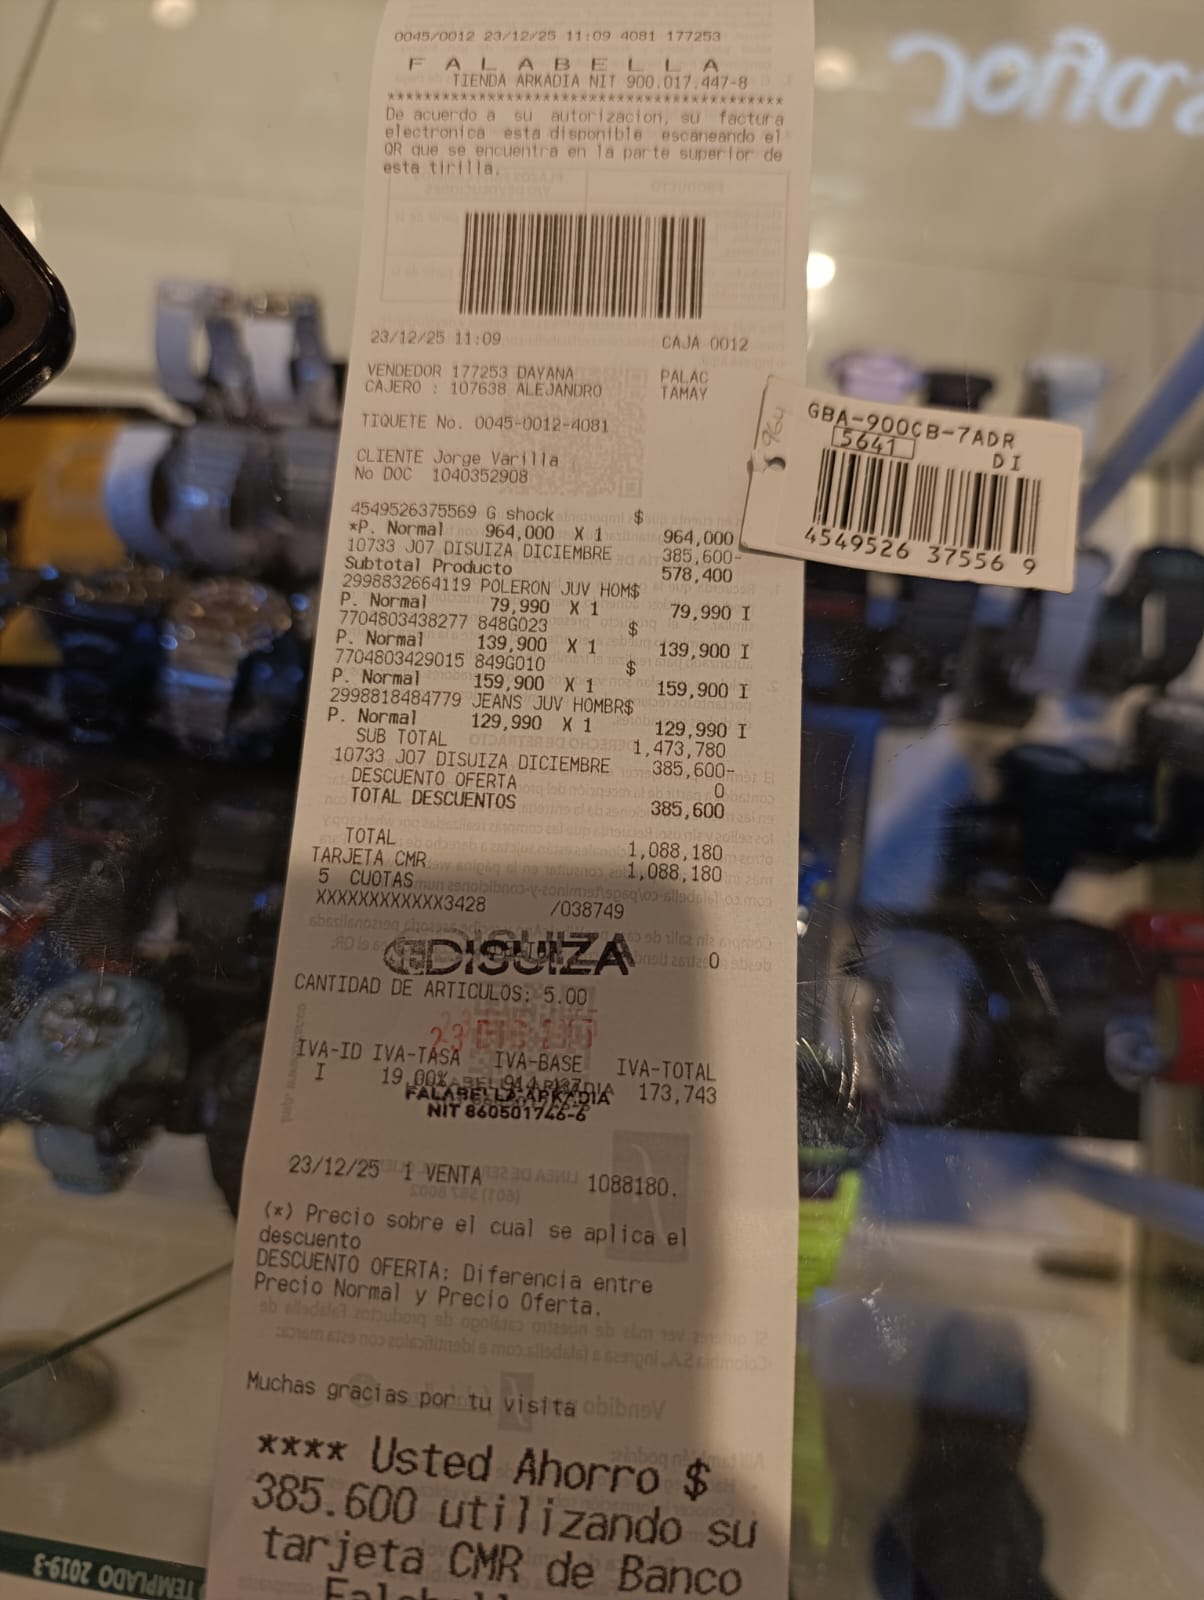 0045/0012 23/12/25 11:09 4081 177253
F A L A B E L L A
TIENDA ARKADIA NIT 900.017.447-8
****************************************
De acuerdo a su autorizacion, su factura
electronica esta disponible escaneando el
QR que se encuentra en la parte superior de
esta tirilla.
23/12/25 11:09 CAJA 0012
VENDEDOR 177253 DAYANA PALAC
CAJERO : 107638 ALEJANDRO TAMAY
TIQUETE No. 0045-0012-4081
CLIENTE Jorge Varilla
No DOC 1040352908
4549526375569 G shock $
*P. Normal 964,000 X 1 964,000
10733 J07 DISUIZA DICIEMBRE 385,600-
Subtotal Producto 578,400
2998832664119 POLERON JUV HOM$
P. Normal 79,990 X 1 79,990 I
7704803438277 848G023 $
P. Normal 139,900 X 1 139,900 I
7704803429015 849G010 $
P. Normal 159,900 X 1 159,900 I
2998818484779 JEANS JUV HOMBR$
P. Normal 129,990 X 1 129,990 I
SUB TOTAL 1,473,780
10733 J07 DISUIZA DICIEMBRE 385,600-
DESCUENTO OFERTA 0
TOTAL DESCUENTOS 385,600
TOTAL 1,088,180
TARJETA CMR 1,088,180
5 CUOTAS
XXXXXXXXXXXX3428 /038749
DISUIZA 0
CANTIDAD DE ARTICULOS: 5.00
IVA-ID IVA-TASA IVA-BASE IVA-TOTAL
I 19,00% 173,743
FALABELLA-ARKADIA
NIT 860501746-6
23/12/25 1 VENTA 1088180.
(*) Precio sobre el cual se aplica el
descuento
DESCUENTO OFERTA: Diferencia entre
Precio Normal y Precio Oferta.
Muchas gracias por tu visita
**** Usted Ahorro $
385.600 utilizando su
tarjeta CMR de Banco
GBA-900CB-7ADR
5641 DI
4549526 37556 9
964
TEMPLADO 2019-3